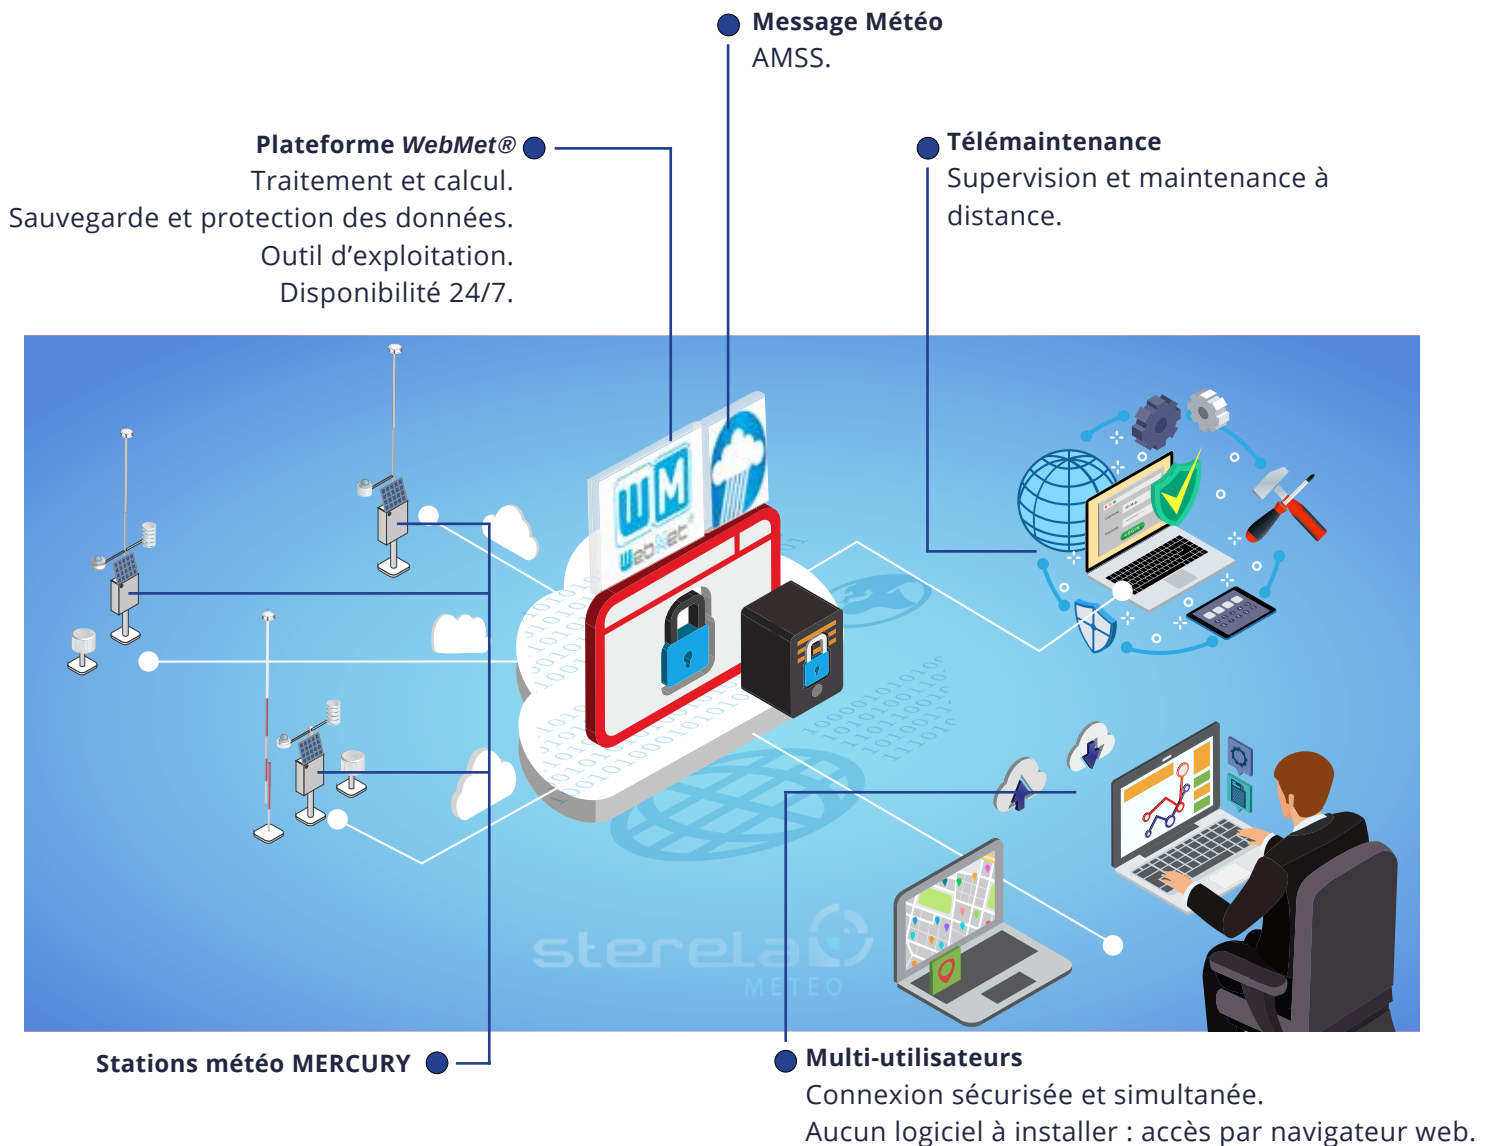 Message Météo
AMSS.
Plateforme WebMet®
Traitement et calcul.
Sauvegarde et protection des données.
Outil d’exploitation.
Disponibilité 24/7.
Télémaintenance
Supervision et maintenance à
distance.
WM
WebMet®
sterela
METEO
Stations météo MERCURY
Multi-utilisateurs
Connexion sécurisée et simultanée.
Aucun logiciel à installer : accès par navigateur web.